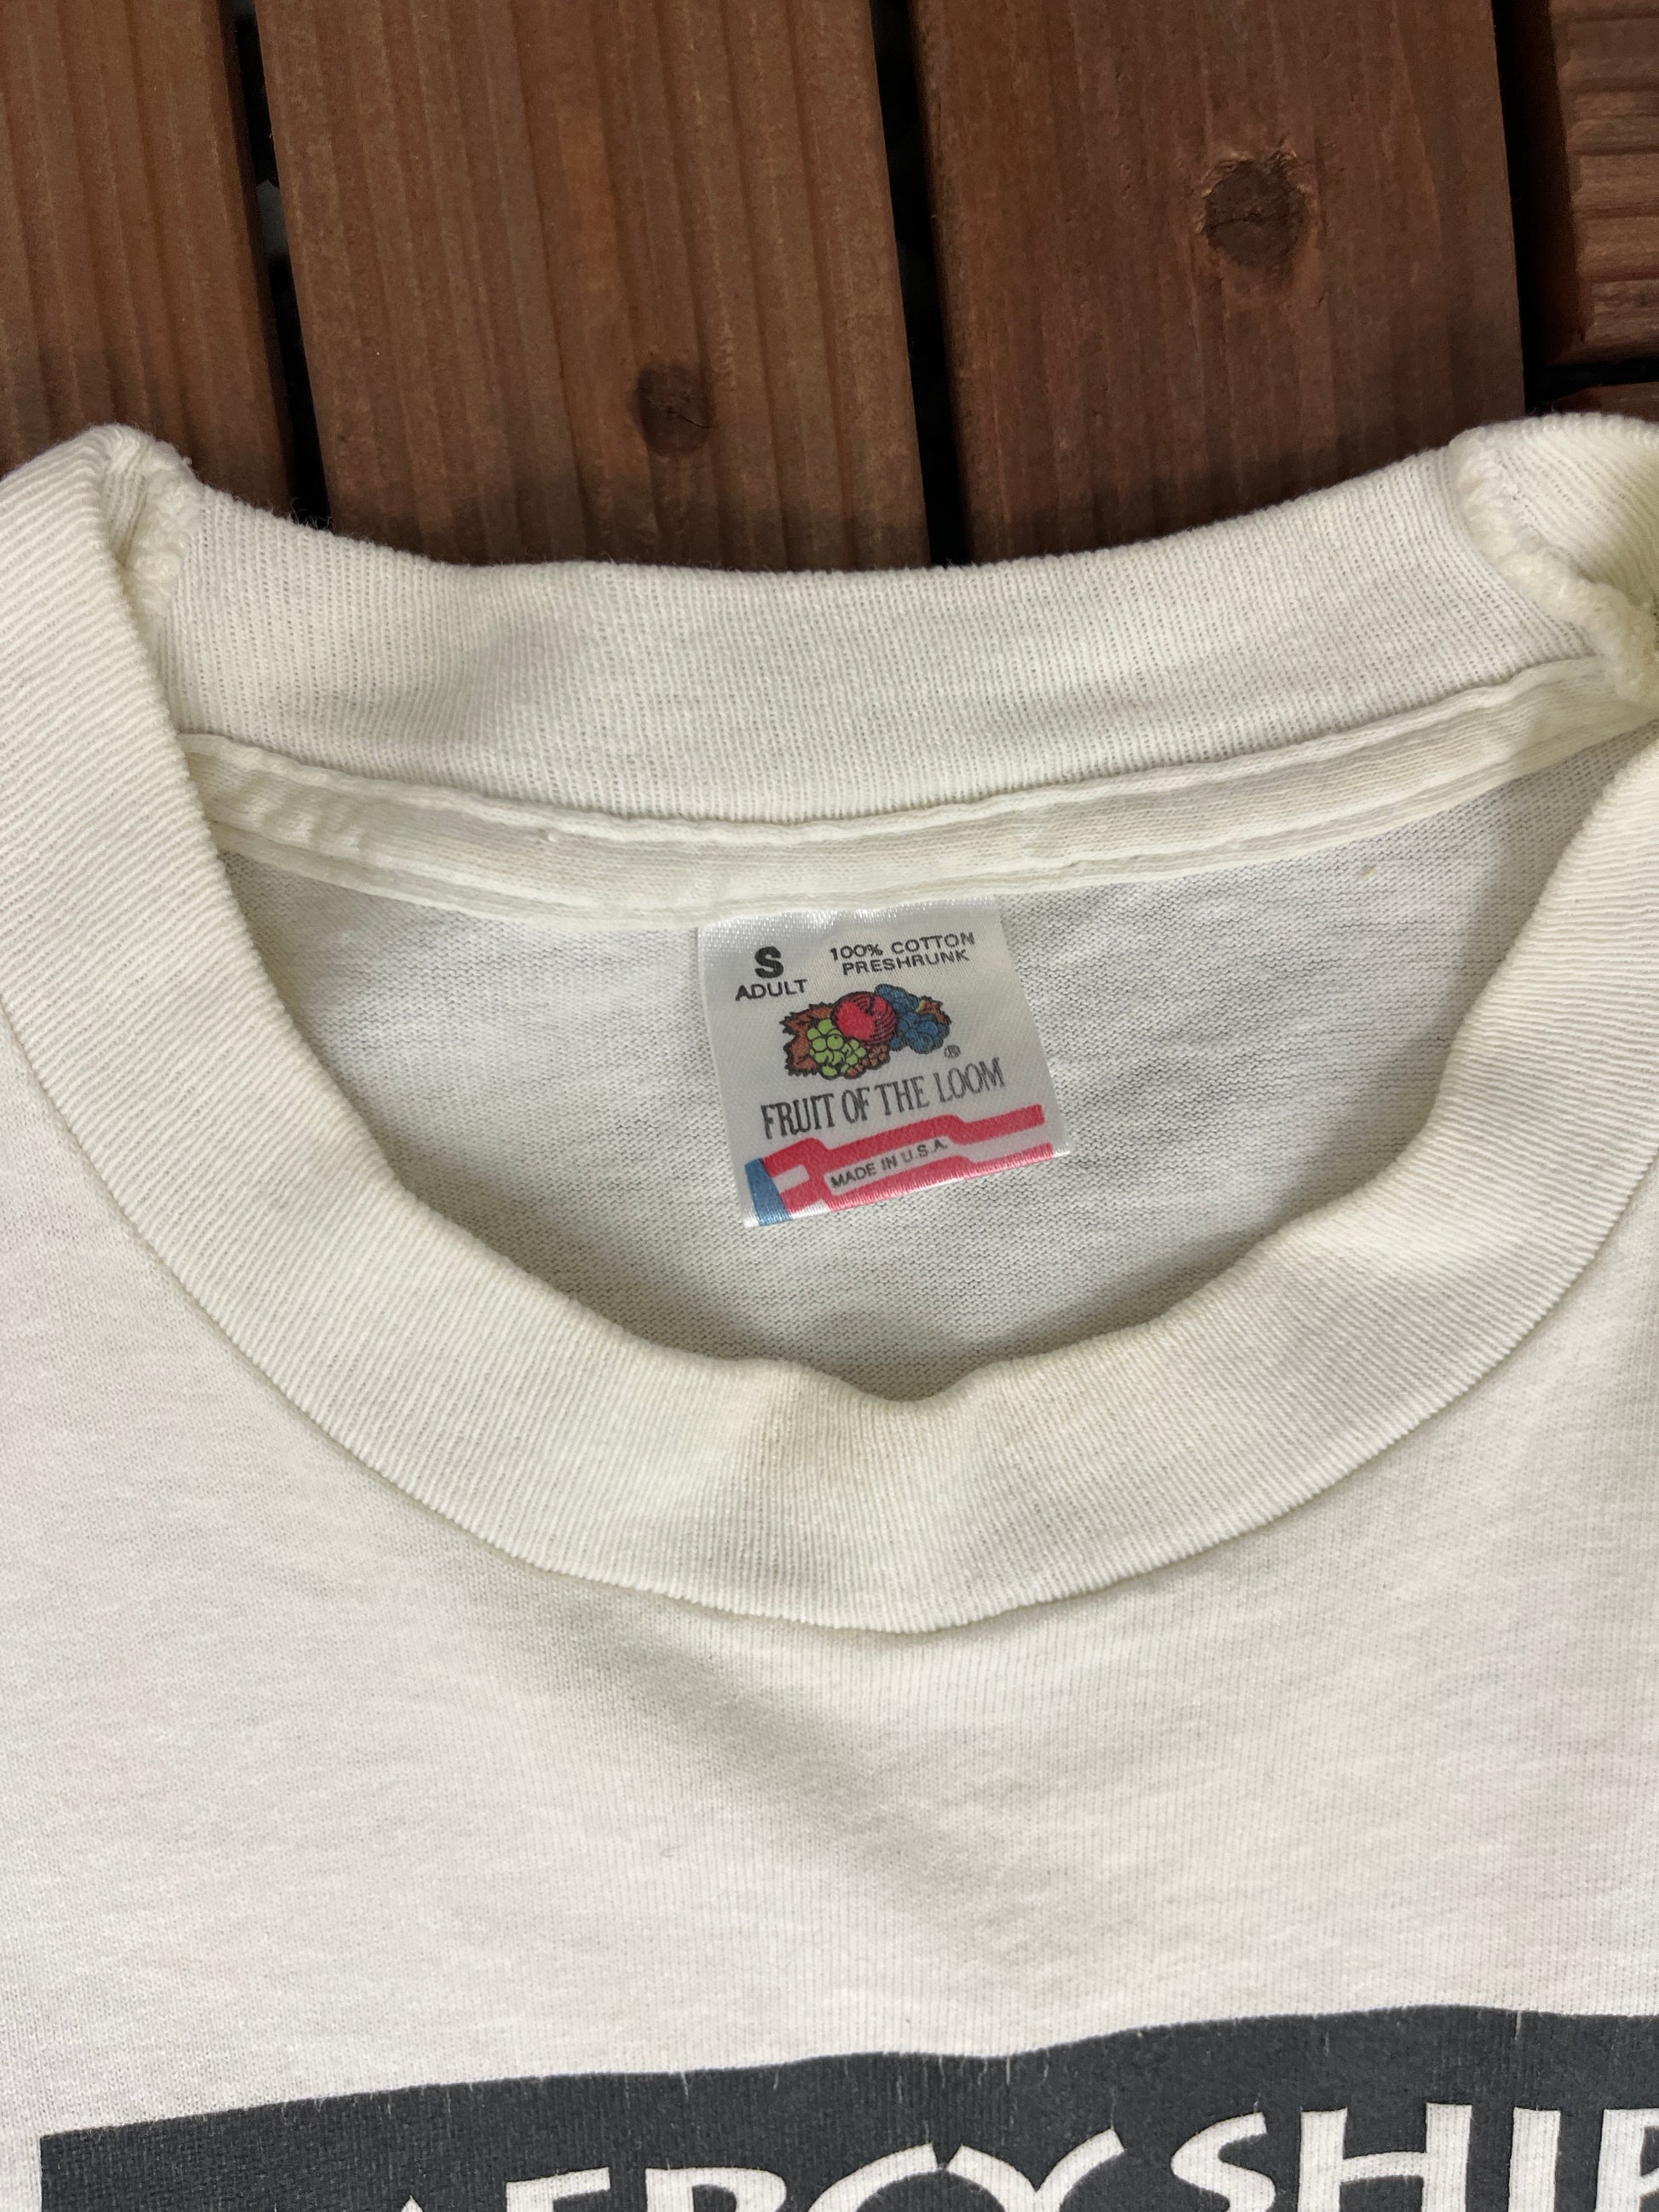 S
ADULT
100% COTTON
PRESHRUNK
®
FRUIT OF THE LOOM
MADE IN U.S.A.